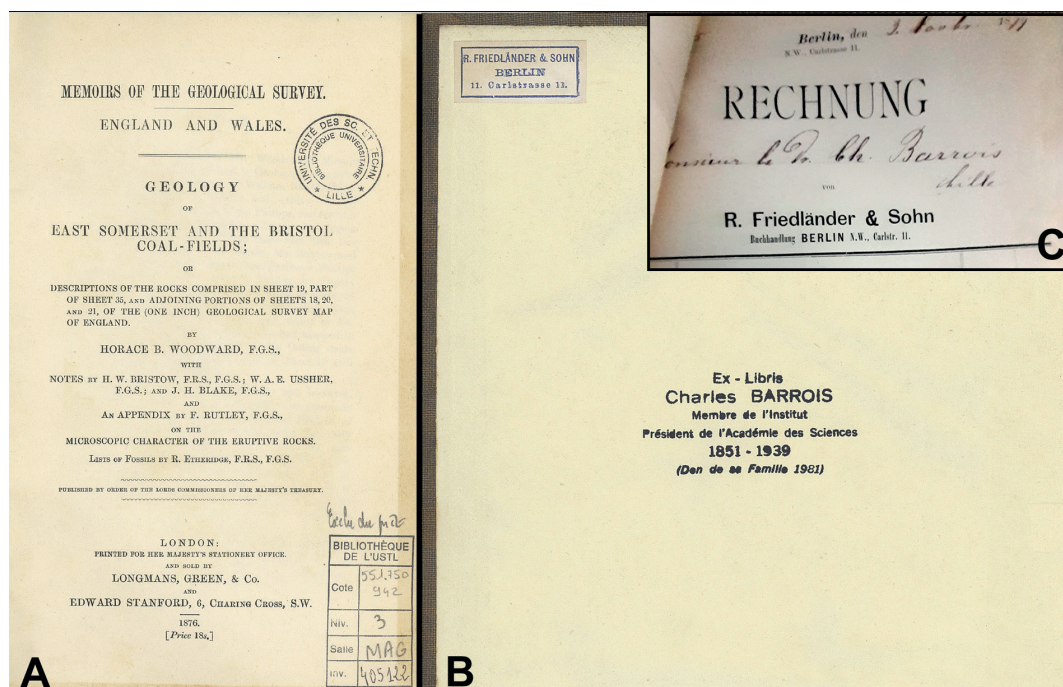 MEMOIRS OF THE GEOLOGICAL SURVEY.
ENGLAND AND WALES.
UNIVERSITÉ DES SC. ET TECHN.
BIBLIOTHÈQUE UNIVERSITAIRE
★ LILLE ★
GEOLOGY
OF
EAST SOMERSET AND THE BRISTOL
COAL-FIELDS;
OR
DESCRIPTIONS OF THE ROCKS COMPRISED IN SHEET 19, PART
OF SHEET 35, AND ADJOINING PORTIONS OF SHEETS 18, 20,
AND 21, OF THE (ONE INCH) GEOLOGICAL SURVEY MAP
OF ENGLAND.
BY
HORACE B. WOODWARD, F.G.S.,
WITH
NOTES BY H. W. BRISTOW, F.R.S., F.G.S.; W. A. E. USSHER,
F.G.S.; AND J. H. BLAKE, F.G.S.,
AND
AN APPENDIX BY F. RUTLEY, F.G.S.,
ON THE
MICROSCOPIC CHARACTER OF THE ERUPTIVE ROCKS.
LISTS OF FOSSILS BY R. ETHERIDGE, F.R.S., F.G.S.
PUBLISHED BY ORDER OF THE LORDS COMMISSIONERS OF HER MAJESTY'S TREASURY.
LONDON:
PRINTED FOR HER MAJESTY'S STATIONERY OFFICE.
AND SOLD BY
LONGMANS, GREEN, & Co.
AND
EDWARD STANFORD, 6, CHARING CROSS, S.W.
1876.
[Price 18s.]
Exclu du prêt
BIBLIOTHÈQUE
DE L'USTL
Cote 551.750
942
Niv. 3
Salle MAG
Inv. 405122
A
R. FRIEDLÄNDER & SOHN
BERLIN
11. Carlstrasse 11.
Ex - Libris
Charles BARROIS
Membre de l'Institut
Président de l'Académie des Sciences
1851 - 1939
(Don de sa Famille 1981)
B
Berlin, den
N.W. Carlstrasse 11.
RECHNUNG
onsieur le Dr. Ch. Barrois
Lille
von
R. Friedländer & Sohn
Buchhandlung BERLIN N.W., Carlstr. 11.
C